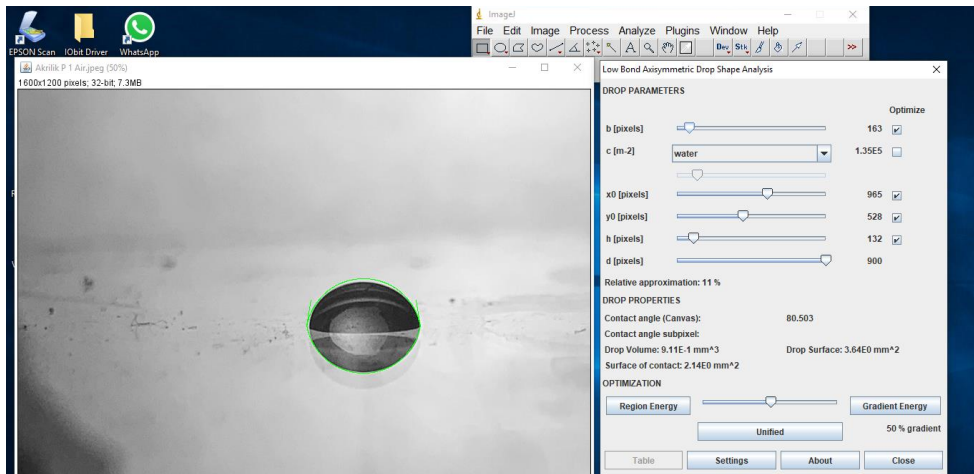 EPSON Scan IObit Driver WhatsApp
ImageJ
File Edit Image Process Analyze Plugins Window Help
Dev. Stk
>>
Akrilik P 1 Air.jpeg (50%)
1600x1200 pixels; 32-bit; 7.3MB
Low Bond Axisymmetric Drop Shape Analysis
DROP PARAMETERS
Optimize
b [pixels] 163
c [m-2] water 1.35E5
x0 [pixels] 965
y0 [pixels] 528
h [pixels] 132
d [pixels] 900
Relative approximation: 11 %
DROP PROPERTIES
Contact angle (Canvas): 80.503
Contact angle subpixel:
Drop Volume: 9.11E-1 mm^3 Drop Surface: 3.64E0 mm^2
Surface of contact: 2.14E0 mm^2
OPTIMIZATION
Region Energy Gradient Energy
Unified 50 % gradient
Table Settings About Close